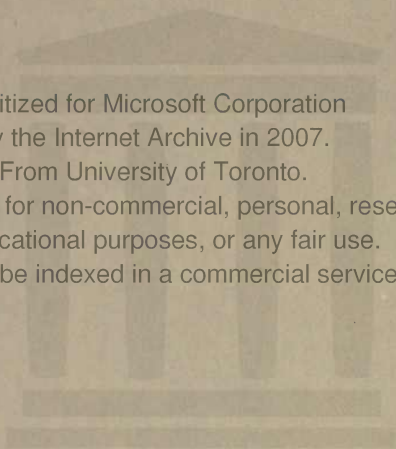 itized for Microsoft Corporation
y the Internet Archive in 2007.
From University of Toronto.
for non-commercial, personal, rese
cational purposes, or any fair use.
be indexed in a commercial service